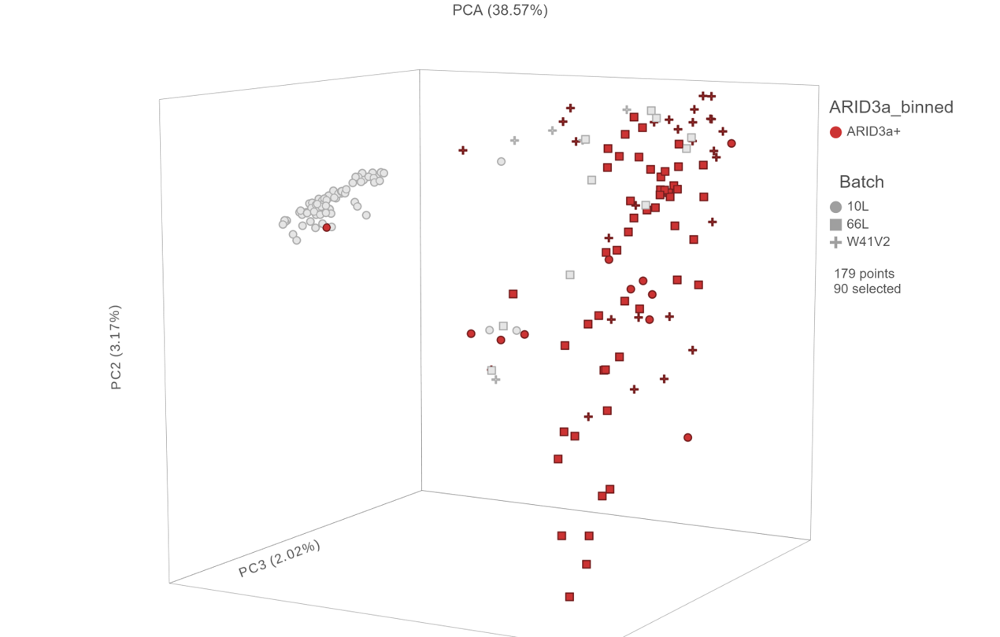 PCA (38.57%)
ARID3a_binned
ARID3a+
Batch
10L
66L
W41V2
179 points
90 selected
PC2 (3.17%)
PC3 (2.02%)